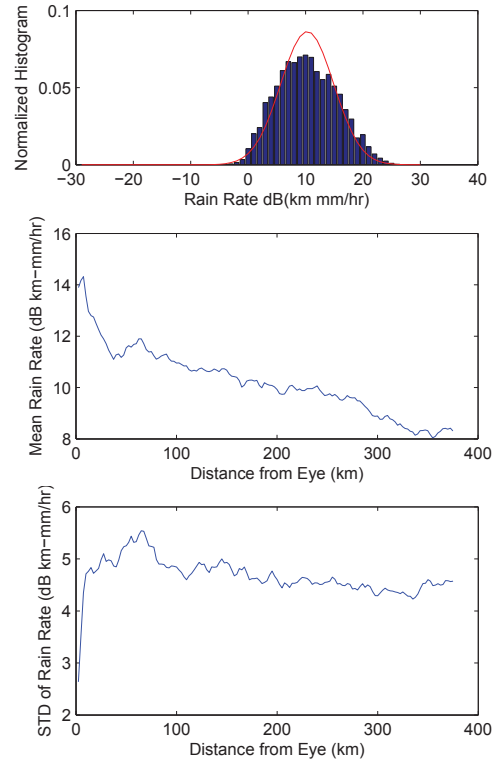 Normalized Histogram
0.1
0.05
0
−30 −20 −10 0 10 20 30 40
Rain Rate dB(km mm/hr)
Mean Rain Rate (dB km−mm/hr)
16
14
12
10
8
0 100 200 300 400
Distance from Eye (km)
STD of Rain Rate (dB km−mm/hr)
6
5
4
3
2
0 100 200 300 400
Distance from Eye (km)